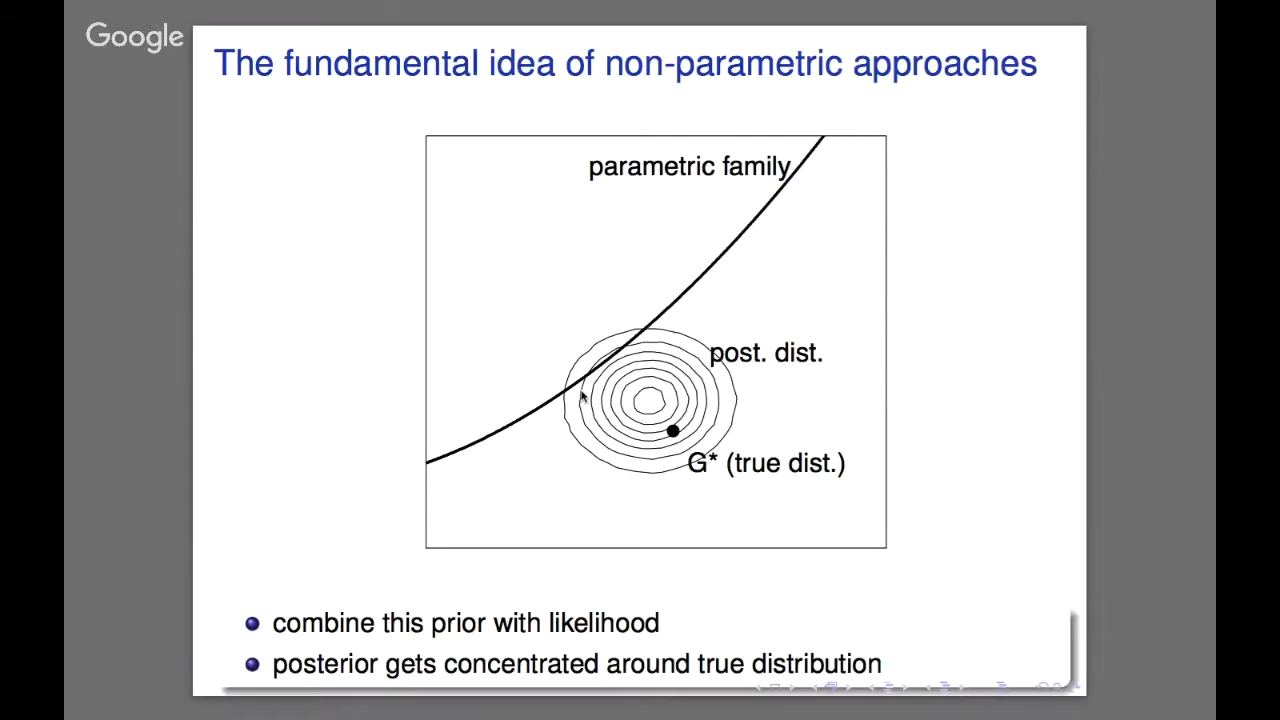 Google
The fundamental idea of non-parametric approaches
parametric family
post. dist.
G* (true dist.)
combine this prior with likelihood
posterior gets concentrated around true distribution